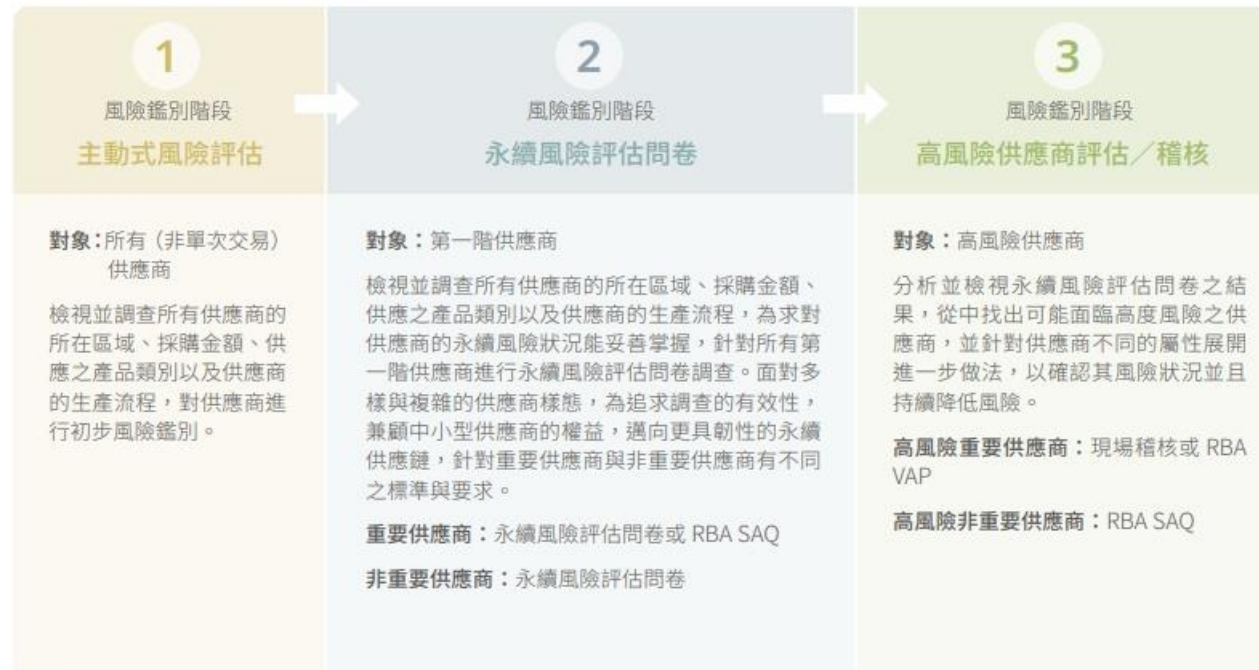 1
風險鑑別階段
主動式風險評估
對象：所有（非單次交易）
供應商
檢視並調查所有供應商的
所在區域、採購金額、供
應之產品類別以及供應商
的生產流程，對供應商進
行初步風險鑑別。
2
風險鑑別階段
永續風險評估問卷
對象：第一階供應商
檢視並調查所有供應商的所在區域、採購金額、
供應之產品類別以及供應商的生產流程，為求對
供應商的永續風險狀況能妥善掌握，針對所有第
一階供應商進行永續風險評估問卷調查。面對多
樣與複雜的供應商樣態，為追求調查的有效性，
兼顧中小型供應商的權益，邁向更具韌性的永續
供應鏈，針對重要供應商與非重要供應商有不同
之標準與要求。
重要供應商：永續風險評估問卷或 RBA SAQ
非重要供應商：永續風險評估問卷
3
風險鑑別階段
高風險供應商評估／稽核
對象：高風險供應商
分析並檢視永續風險評估問卷之結
果，從中找出可能面臨高度風險之供
應商，並針對供應商不同的屬性展開
進一步做法，以確認其風險狀況並且
持續降低風險。
高風險重要供應商：現場稽核或 RBA
VAP
高風險非重要供應商：RBA SAQ